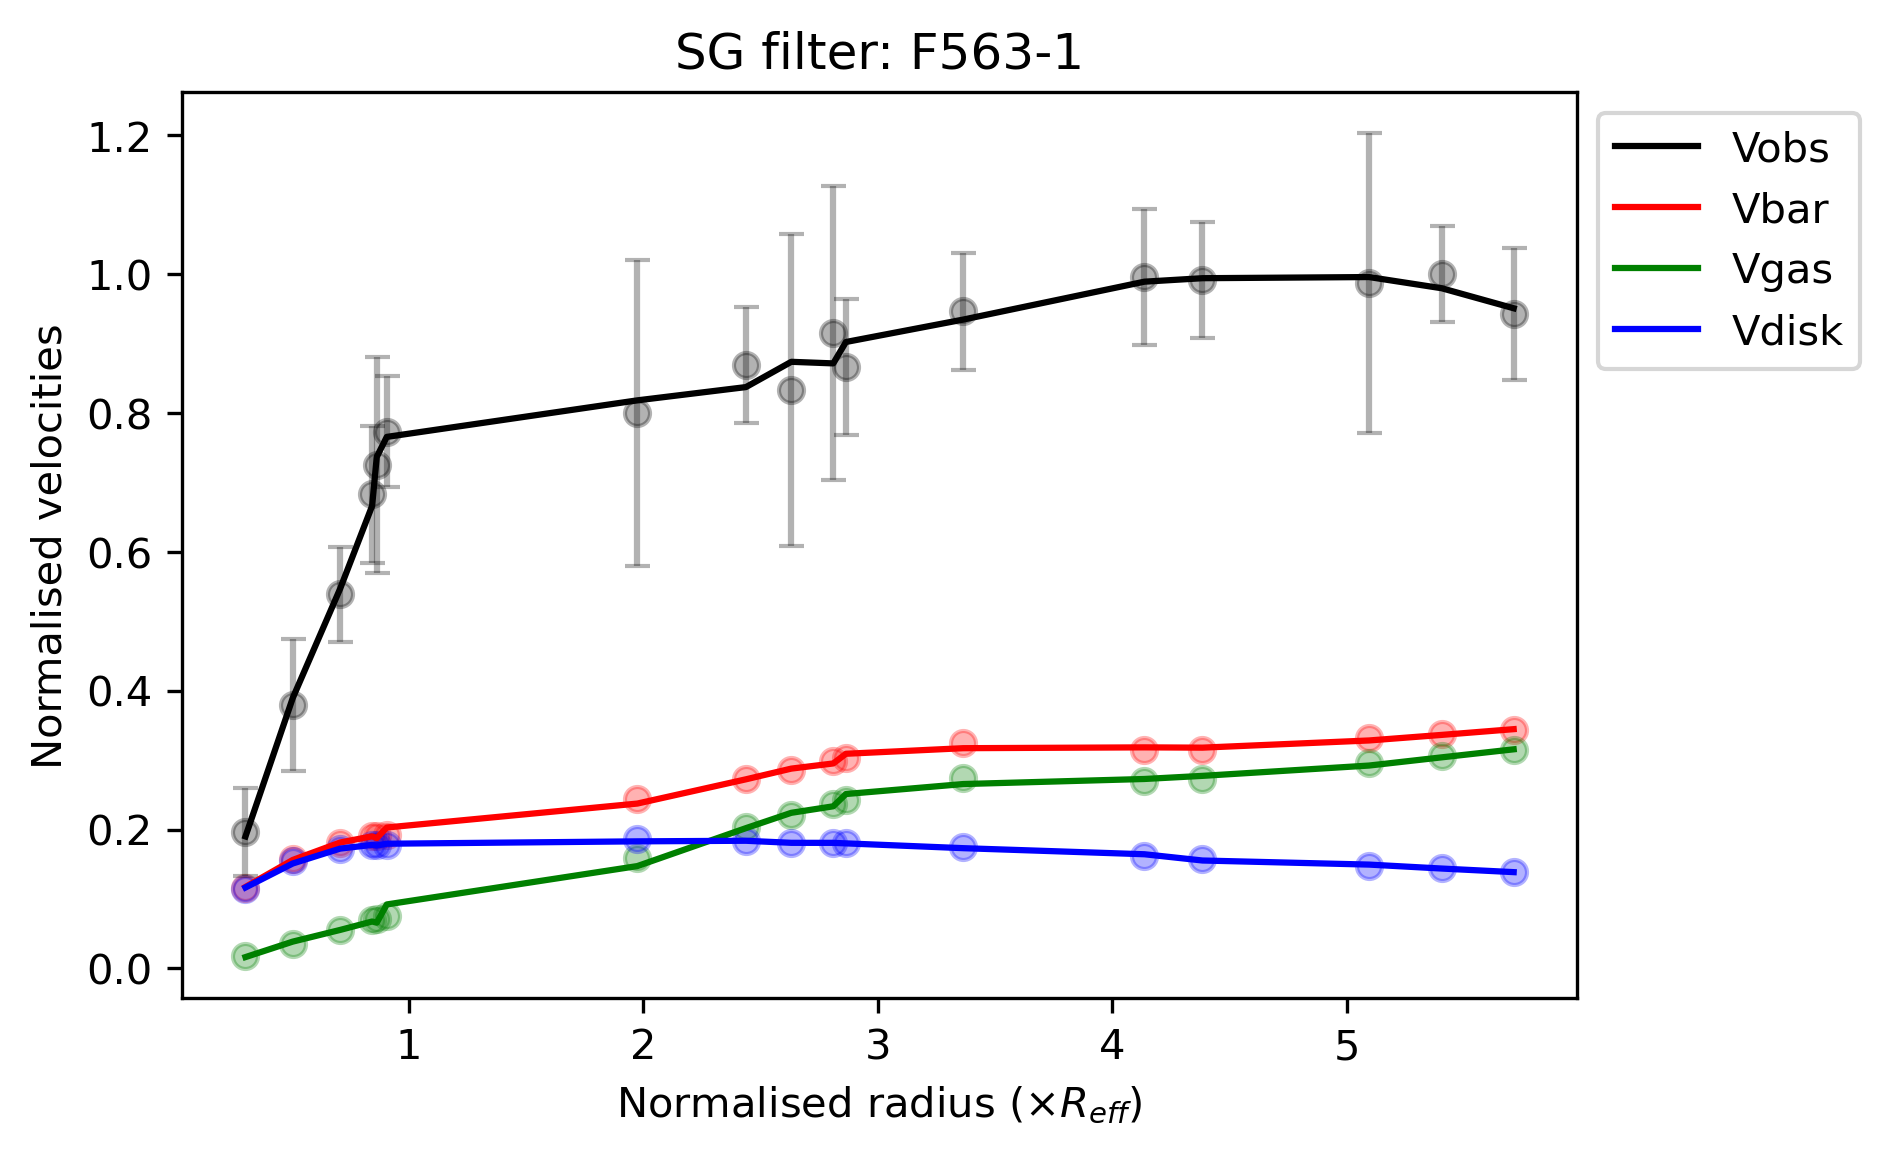 SG filter: F563-1
Normalised velocities
1.2
1.0
0.8
0.6
0.4
0.2
0.0
1 2 3 4 5
Normalised radius (×R_eff)
Vobs
Vbar
Vgas
Vdisk